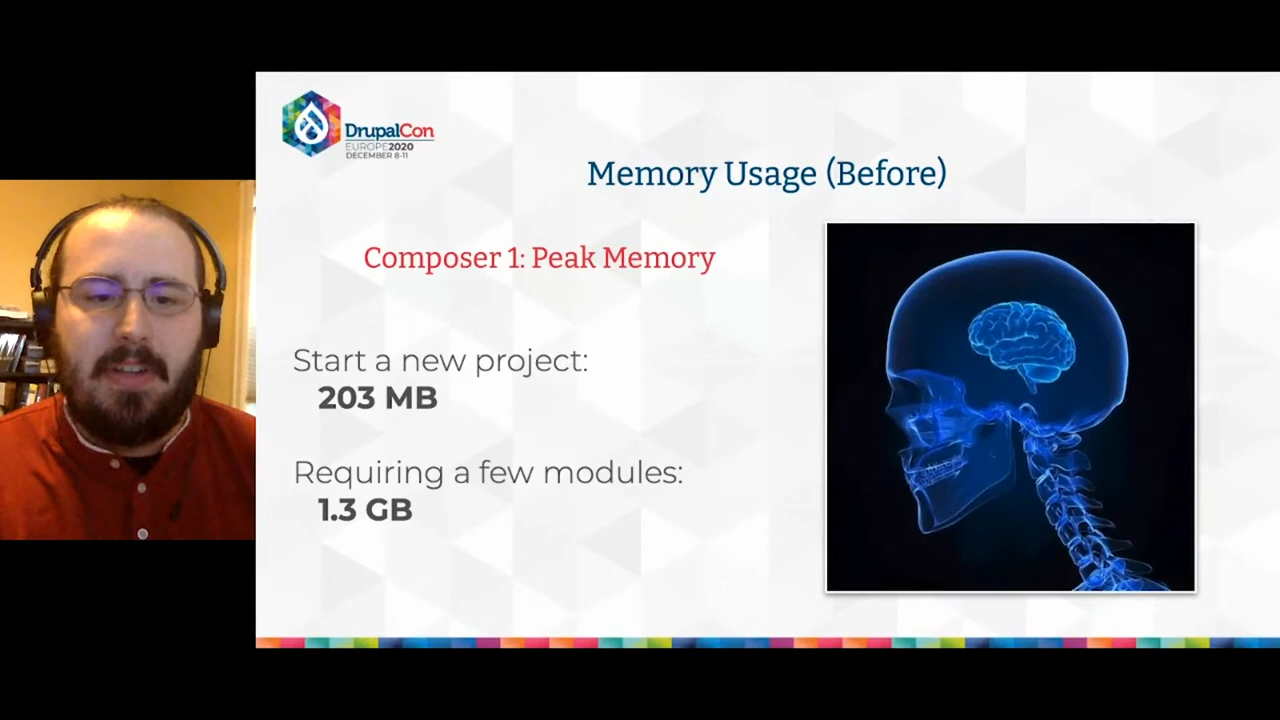 DrupalCon
EUROPE2020
DECEMBER 8-11
Memory Usage (Before)
Composer 1: Peak Memory
Start a new project:
203 MB
Requiring a few modules:
1.3 GB